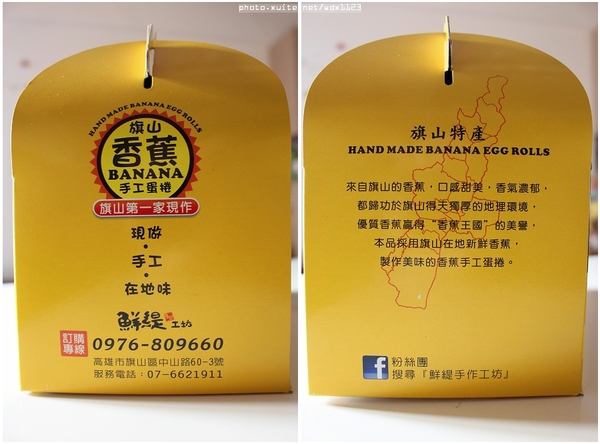 photo.xuite.net/wdx1123
HAND MADE BANANA EGG ROLLS
旗山
香蕉
BANANA
手工蛋捲
旗山第一家現作
現做
•
手工
•
在地味
鮮緹工坊
訂購專線 0976-809660
高雄市旗山區中山路60-3號
服務電話：07-6621911
旗山特產
HAND MADE BANANA EGG ROLLS
來自旗山的香蕉，口感甜美，香氣濃郁，
都歸功於旗山得天獨厚的地理環境，
優質香蕉贏得"香蕉王國"的美譽，
本品採用旗山在地新鮮香蕉，
製作美味的香蕉手工蛋捲。
f 粉絲團
搜尋『鮮緹手作工坊』